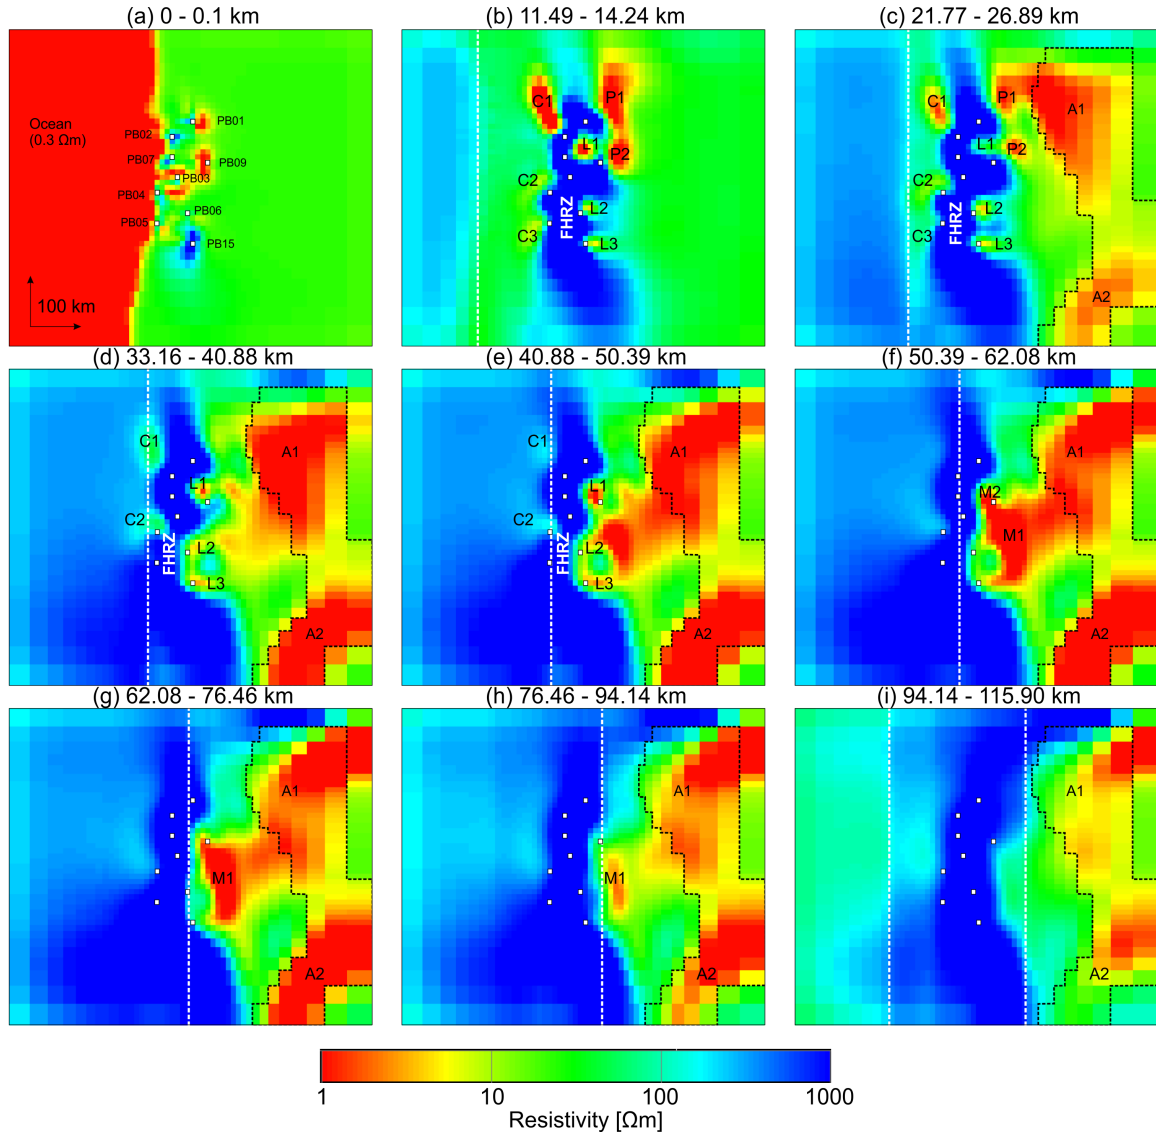 (a) 0 - 0.1 km
(b) 11.49 - 14.24 km
(c) 21.77 - 26.89 km
Ocean
(0.3 Ωm)
PB01
PB02
PB07
PB09
PB03
PB04
PB06
PB05
PB15
100 km
C1
P1
L1
P2
C2
L2
C3
L3
FHRZ
C1
P1
A1
L1
P2
C2
L2
C3
L3
FHRZ
A2
(d) 33.16 - 40.88 km
(e) 40.88 - 50.39 km
(f) 50.39 - 62.08 km
C1
A1
L1
C2
L2
FHRZ
L3
A2
C1
A1
L1
C2
L2
FHRZ
L3
A2
A1
M2
M1
A2
(g) 62.08 - 76.46 km
(h) 76.46 - 94.14 km
(i) 94.14 - 115.90 km
A1
M1
A2
A1
M1
A2
A1
A2
1
10
100
1000
Resistivity [Ωm]